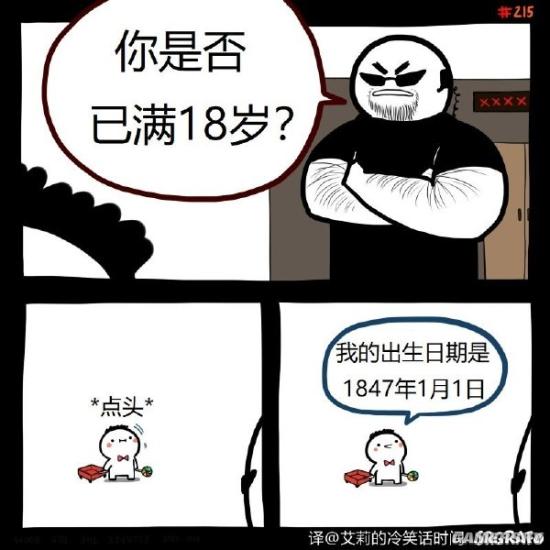 #215
你是否
已满18岁?
xxxx
*点头*
我的出生日期是
1847年1月1日
译@艾莉的冷笑话时间